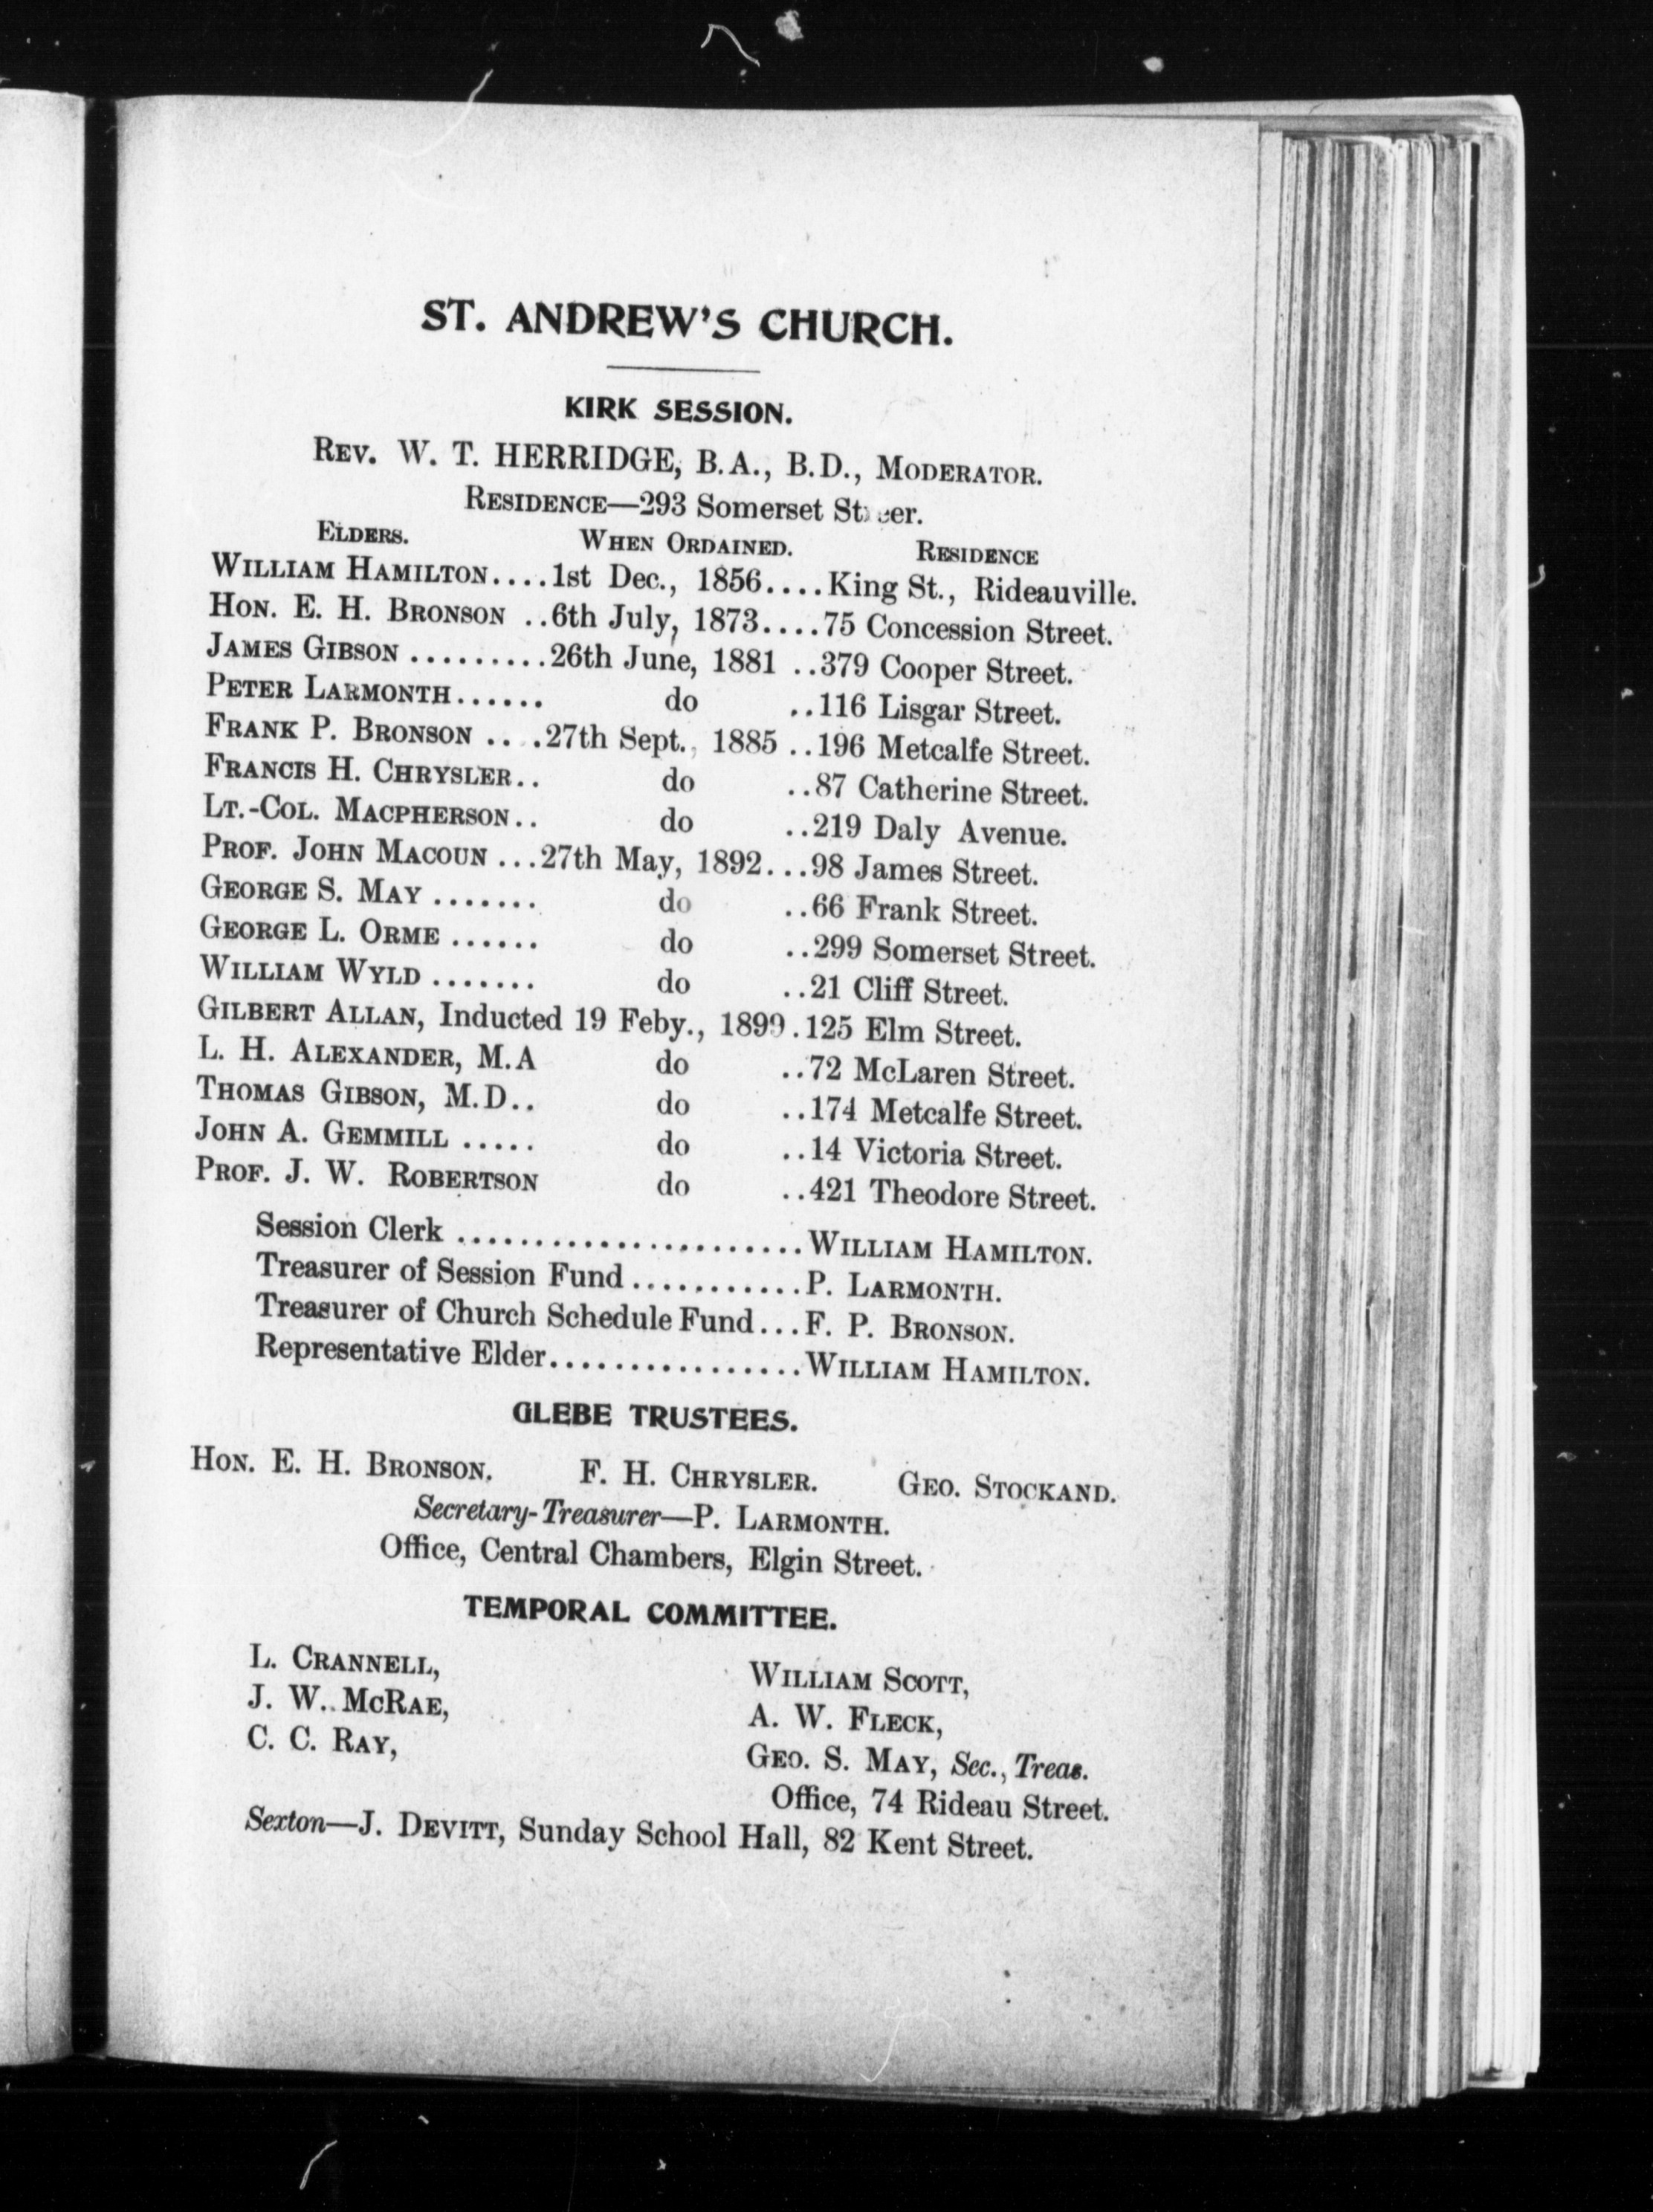 ST. ANDREW'S CHURCH.
KIRK SESSION.
REV. W. T. HERRIDGE, B.A., B.D., MODERATOR.
RESIDENCE—293 Somerset
ELDERS. WHEN ORDAINED. RESIDENCE
WILLIAM HAMILTON....1st Dec., 1856....King St., Rideauville.
HON. E. H. BRONSON ..6th July, 1873....75 Concession Street.
JAMES GIBSON .........26th June, 1881 ..379 Cooper Street.
PETER LARMONTH...... do ..116 Lisgar Street.
FRANK P. BRONSON ....27th Sept., 1885 ..196 Metcalfe Street.
FRANCIS H. CHRYSLER.. do ..87 Catherine Street.
LT.-COL. MACPHERSON.. do ..219 Daly Avenue.
PROF. JOHN MACOUN ...27th May, 1892...98 James Street.
GEORGE S. MAY ....... do ..66 Frank Street.
GEORGE L. ORME ...... do ..299 Somerset Street.
WILLIAM WYLD ....... do ..21 Cliff Street.
GILBERT ALLAN, Inducted 19 Feby., 1899.125 Elm Street.
L. H. ALEXANDER, M.A do ..72 McLaren Street.
THOMAS GIBSON, M.D.. do ..174 Metcalfe Street.
JOHN A. GEMMILL ..... do ..14 Victoria Street.
PROF. J. W. ROBERTSON do ..421 Theodore Street.
Session Clerk ......................WILLIAM HAMILTON.
Treasurer of Session Fund ...........P. LARMONTH.
Treasurer of Church Schedule Fund...F. P. BRONSON.
Representative Elder................WILLIAM HAMILTON.
GLEBE TRUSTEES.
HON. E. H. BRONSON. F. H. CHRYSLER. GEO. STOCKAND.
Secretary-Treasurer—P. LARMONTH.
Office, Central Chambers, Elgin Street.
TEMPORAL COMMITTEE.
L. CRANNELL, WILLIAM SCOTT,
J. W. MCRAE, A. W. FLECK,
C. C. RAY, GEO. S. MAY, Sec., Treas.
Office, 74 Rideau Street.
Sexton—J. DEVITT, Sunday School Hall, 82 Kent Street.